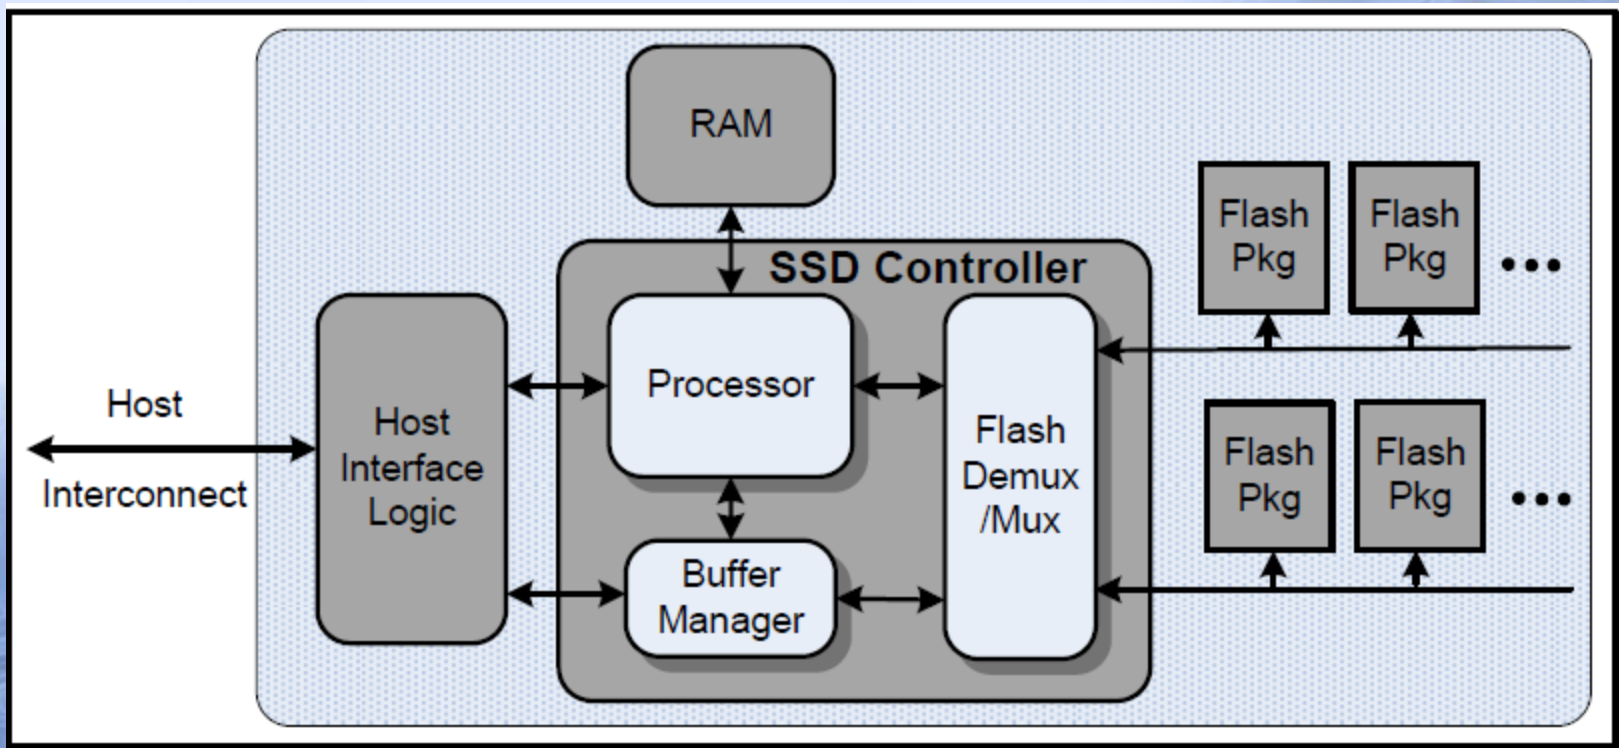 RAM
SSD Controller
Flash
Pkg
Flash
Pkg
Host
Interconnect
Host
Interface
Logic
Processor
Buffer
Manager
Flash
Demux
/Mux
Flash
Pkg
Flash
Pkg